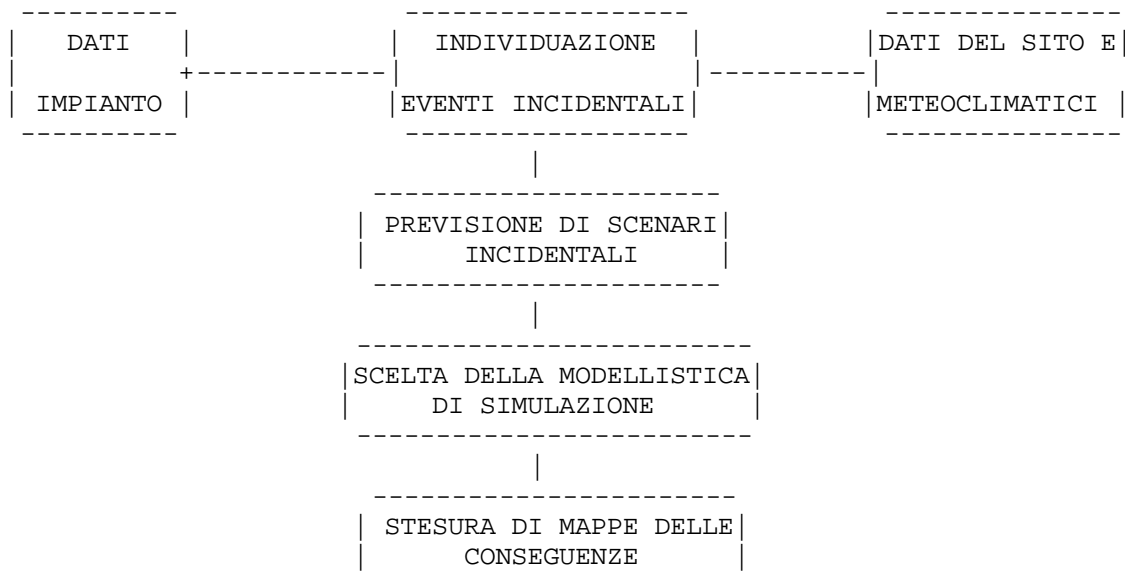 DATI
IMPIANTO
INDIVIDUAZIONE
EVENTI INCIDENTALI
DATI DEL SITO E
METEOCLIMATICI
PREVISIONE DI SCENARI
INCIDENTALI
SCELTA DELLA MODELLISTICA
DI SIMULAZIONE
STESURA DI MAPPE DELLE
CONSEGUENZE